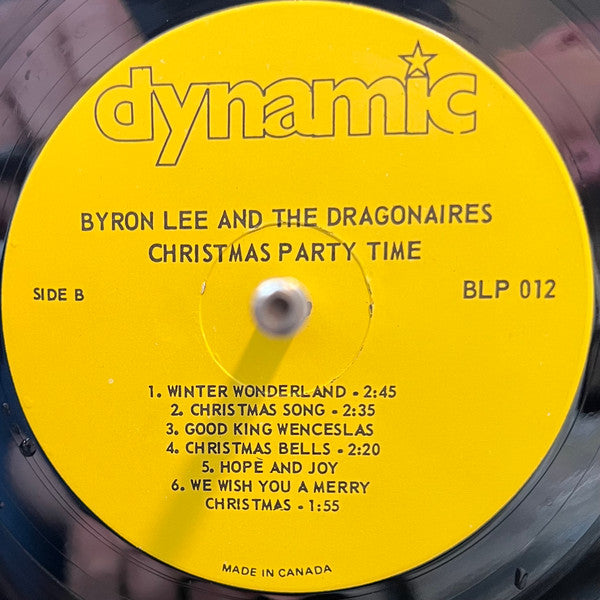 dynamic
BYRON LEE AND THE DRAGONAIRES
CHRISTMAS PARTY TIME
SIDE B
BLP 012
1. WINTER WONDERLAND - 2:45
2. CHRISTMAS SONG - 2:35
3. GOOD KING WENCESLAS
4. CHRISTMAS BELLS - 2:20
5. HOPE AND JOY
6. WE WISH YOU A MERRY
CHRISTMAS - 1:55
MADE IN CANADA